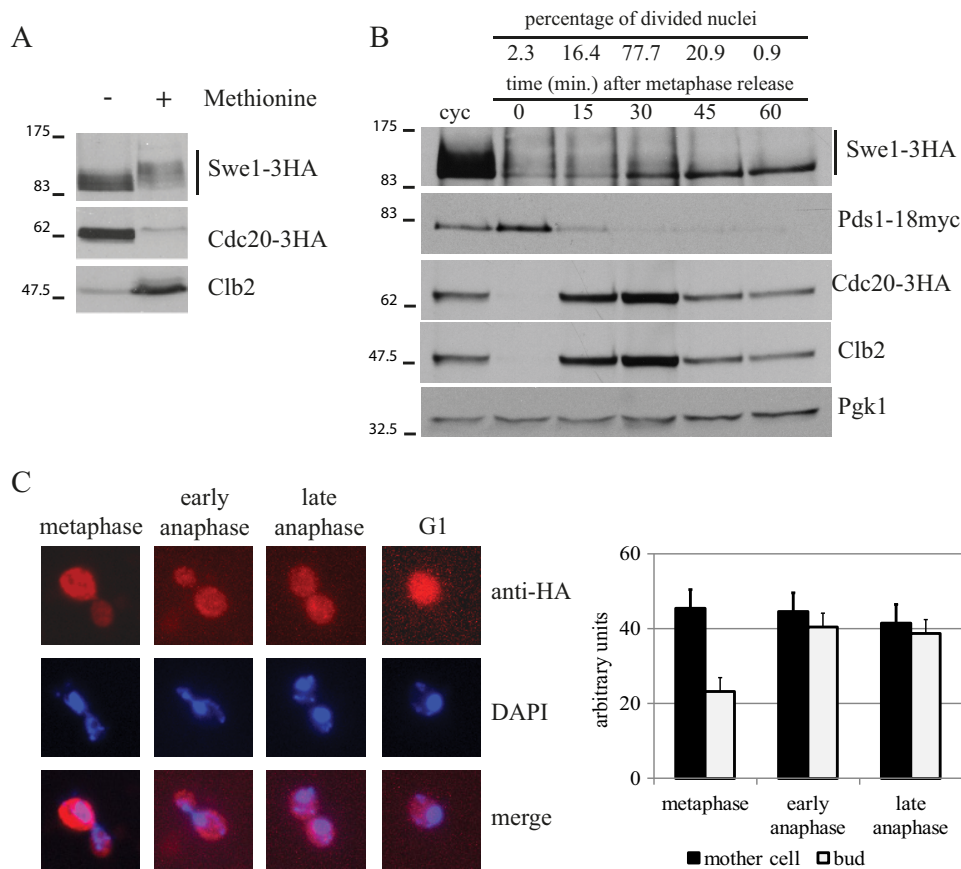 A
- + Methionine
175
83
Swe1-3HA
62
Cdc20-3HA
47.5
Clb2
B
percentage of divided nuclei
2.3 16.4 77.7 20.9 0.9
time (min.) after metaphase release
cyc 0 15 30 45 60
175
83
Swe1-3HA
83
Pds1-18myc
62
Cdc20-3HA
47.5
Clb2
32.5
Pgk1
C
metaphase
early anaphase
late anaphase
G1
anti-HA
DAPI
merge
60
40
20
0
arbitrary units
metaphase
early anaphase
late anaphase
mother cell bud